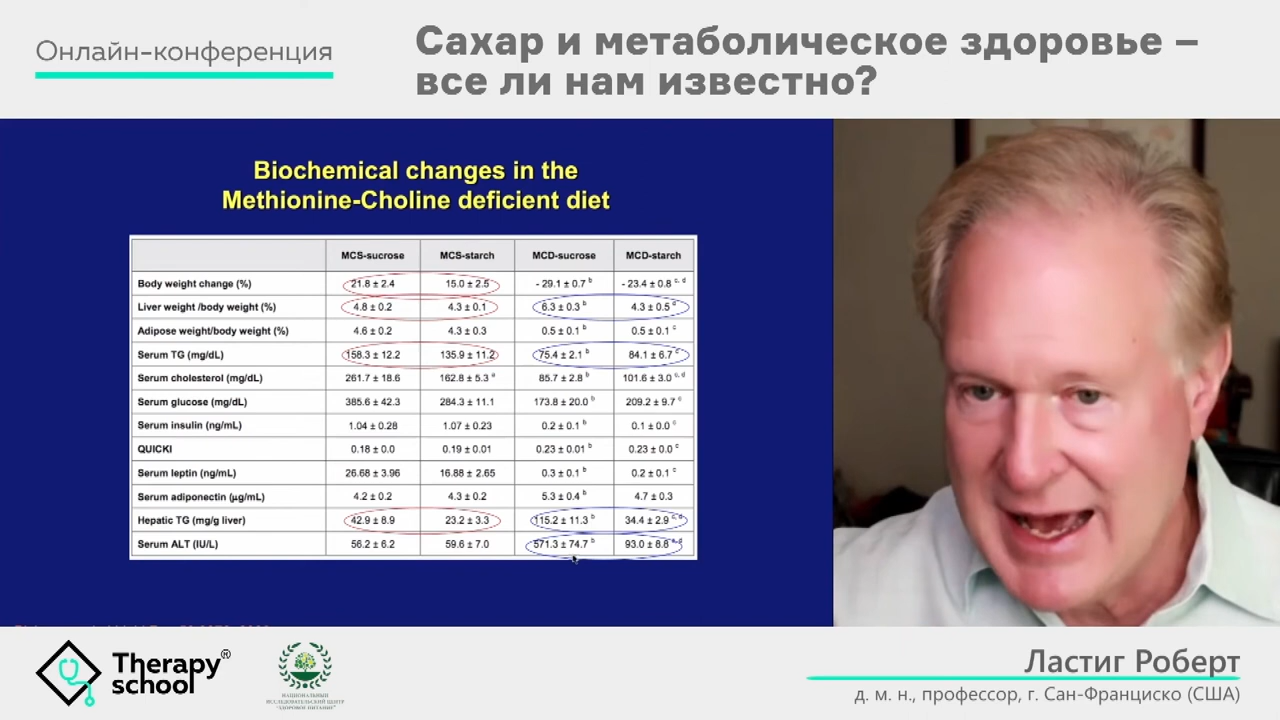 Онлайн-конференция
Сахар и метаболическое здоровье –
все ли нам известно?
Biochemical changes in the
Methionine-Choline deficient diet
MCS-sucrose MCS-starch MCD-sucrose MCD-starch
Body weight change (%) 21.8 ± 2.4 15.0 ± 2.5 - 29.1 ± 0.7 b - 23.4 ± 0.8 c, d
Liver weight /body weight (%) 4.8 ± 0.2 4.3 ± 0.1 6.3 ± 0.3 b 4.3 ± 0.5 d
Adipose weight/body weight (%) 4.6 ± 0.2 4.3 ± 0.3 0.5 ± 0.1 b 0.5 ± 0.1 c
Serum TG (mg/dL) 158.3 ± 12.2 135.9 ± 11.2 75.4 ± 2.1 b 84.1 ± 6.7 c
Serum cholesterol (mg/dL) 261.7 ± 18.6 162.8 ± 5.3 a 85.7 ± 2.8 b 101.6 ± 3.0 c, d
Serum glucose (mg/dL) 385.6 ± 42.3 284.3 ± 11.1 173.8 ± 20.0 b 209.2 ± 9.7 c
Serum insulin (ng/mL) 1.04 ± 0.28 1.07 ± 0.23 0.2 ± 0.1 b 0.1 ± 0.0 c
QUICKI 0.18 ± 0.0 0.19 ± 0.01 0.23 ± 0.01 b 0.23 ± 0.0 c
Serum leptin (ng/mL) 26.68 ± 3.96 16.88 ± 2.65 0.3 ± 0.1 b 0.2 ± 0.1 c
Serum adiponectin (µg/mL) 4.2 ± 0.2 4.3 ± 0.2 5.3 ± 0.4 b 4.7 ± 0.3
Hepatic TG (mg/g liver) 42.9 ± 8.9 23.2 ± 3.3 115.2 ± 11.3 b 34.4 ± 2.9 c, d
Serum ALT (IU/L) 56.2 ± 6.2 59.6 ± 7.0 571.3 ± 74.7 b 93.0 ± 8.8
Therapy®
school
НАЦИОНАЛЬНЫЙ
ИССЛЕДОВАТЕЛЬСКИЙ ЦЕНТР
"ЗДОРОВОЕ ПИТАНИЕ"
Ластиг Роберт
д. м. н., профессор, г. Сан-Франциско (США)